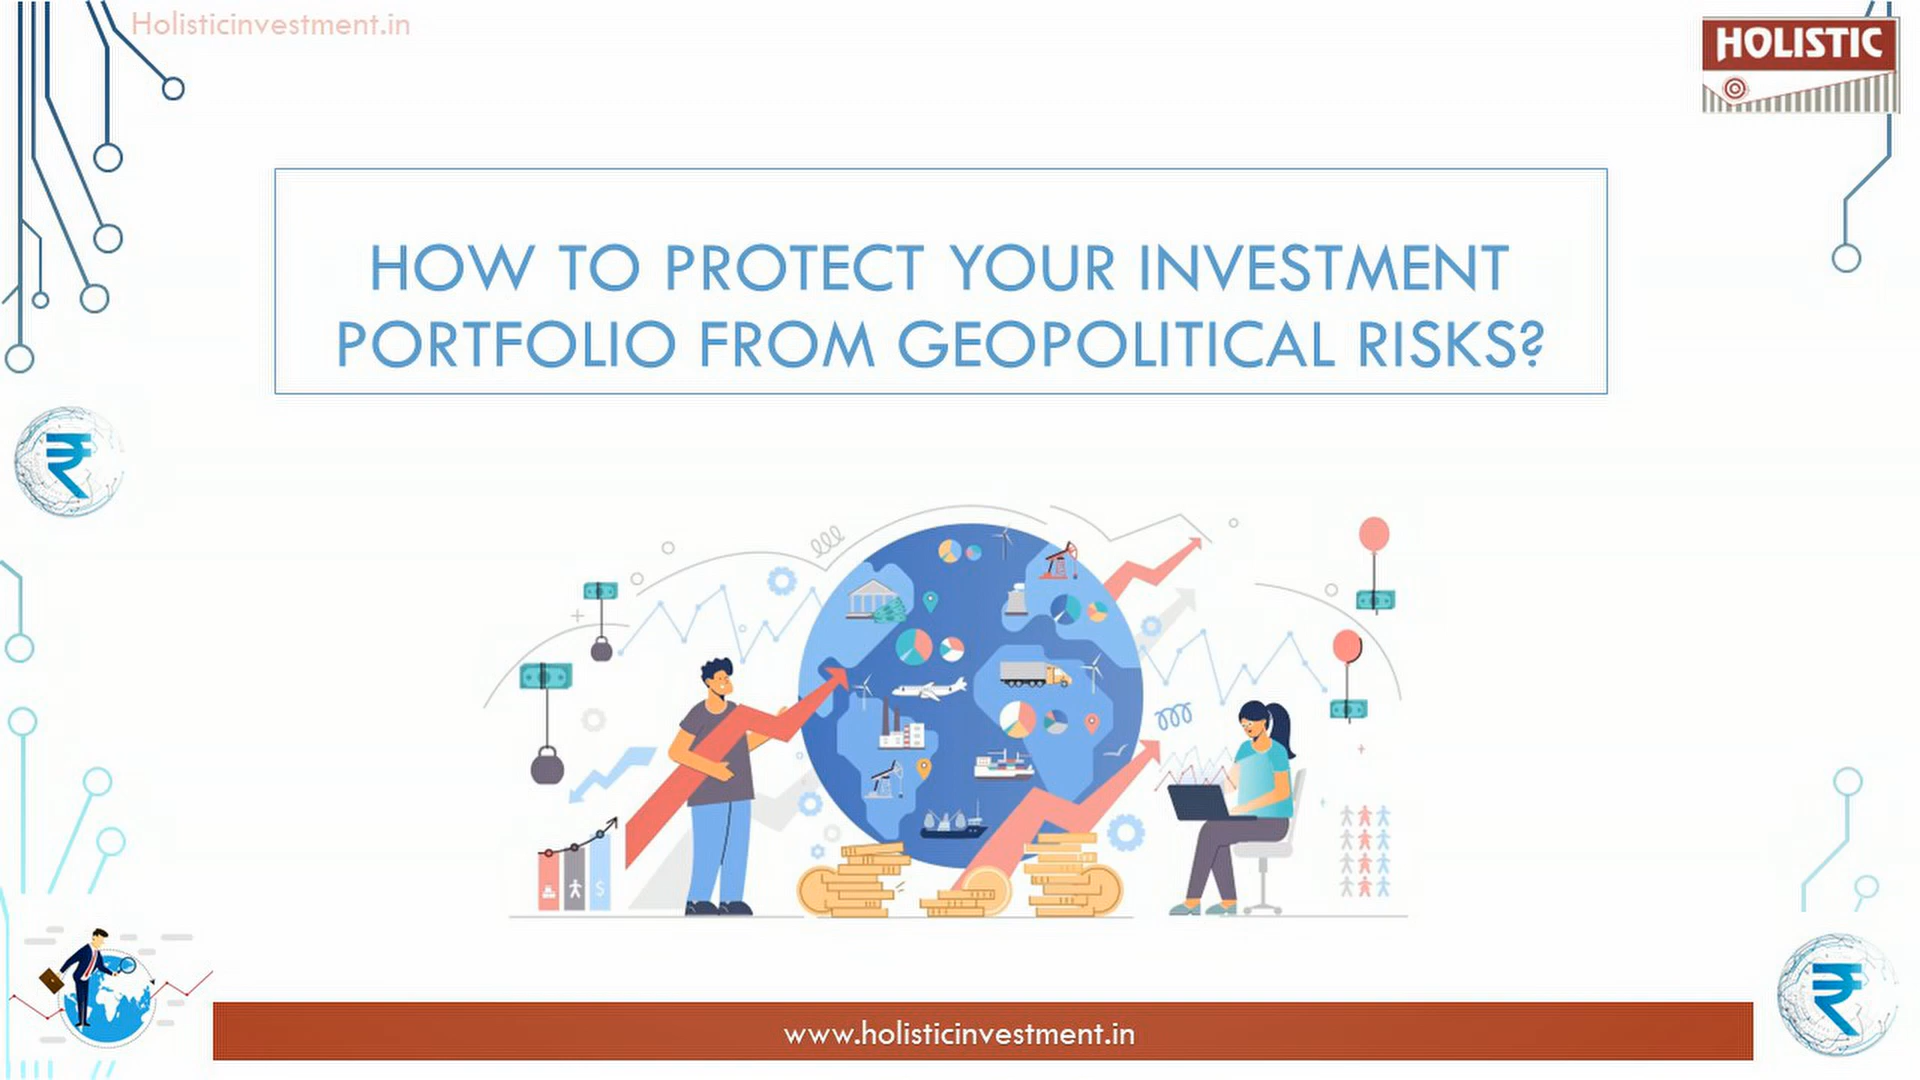 Holisticinvestment.in
HOLISTIC
HOW TO PROTECT YOUR INVESTMENT
PORTFOLIO FROM GEOPOLITICAL RISKS?
₹
$
₹
www.holisticinvestment.in